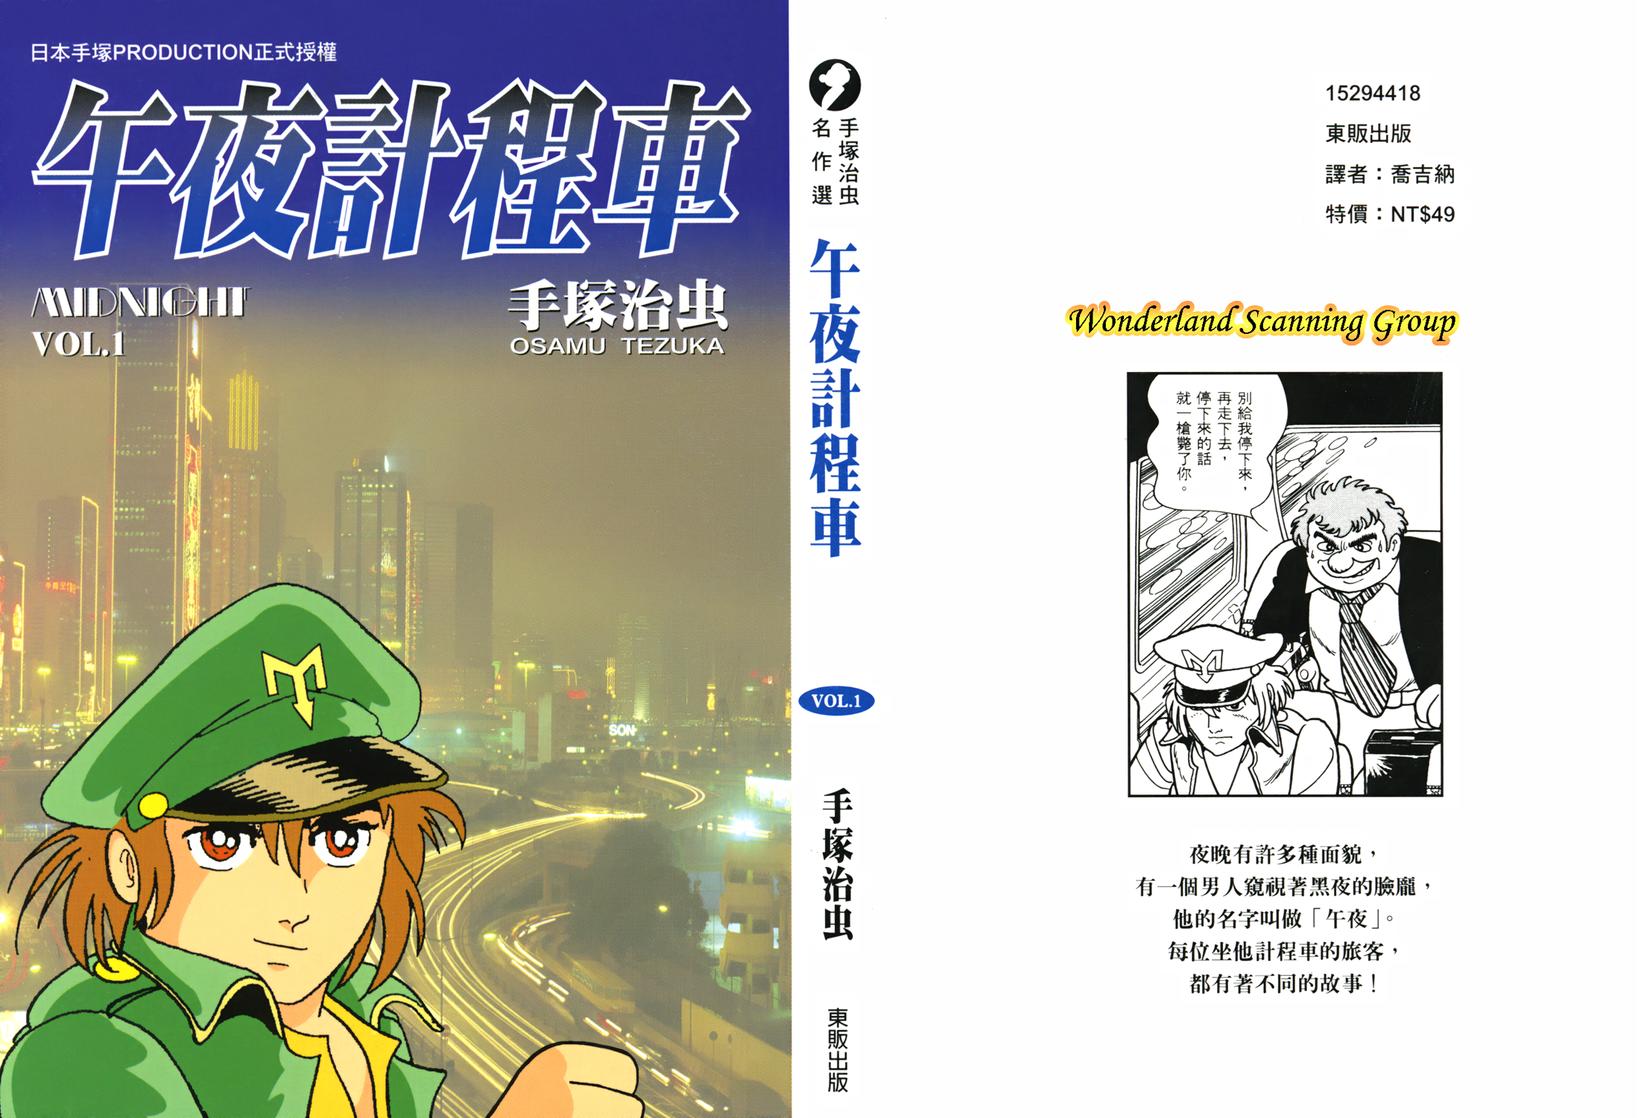 日本手塚PRODUCTION正式授權
午夜計程車
MIDNIGHT
VOL.1
手塚治虫
OSAMU TEZUKA
SON
手塚治虫
名作選
午夜計程車
VOL.1
手塚治虫
東販出版
15294418
東販出版
譯者：喬吉納
特價：NT$49
Wonderland Scanning Group
別給我停下來，
再走下去，
停下來的話
就一槍斃了你。
夜晚有許多種面貌，
有一個男人窺視著黑夜的臉龐，
他的名字叫做「午夜」。
每位坐他計程車的旅客，
都有著不同的故事！